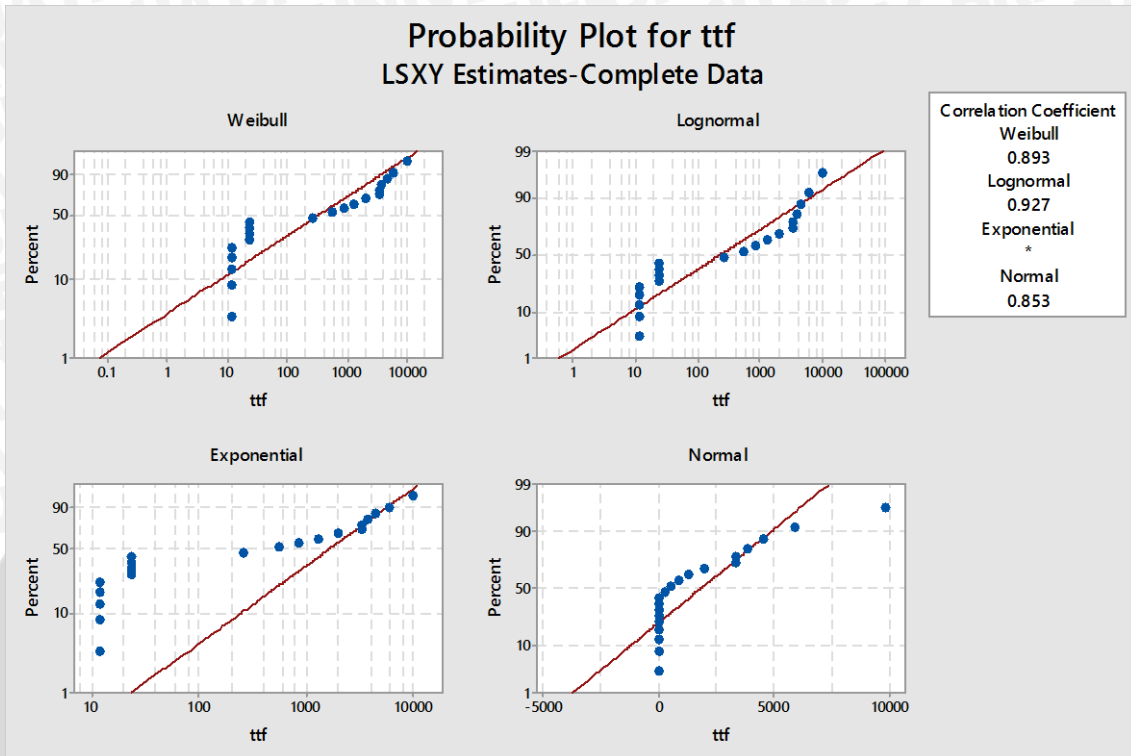 Probability Plot for ttf
LSXY Estimates-Complete Data
Correlation Coefficient
Weibull
0.893
Lognormal
0.927
Exponential
*
Normal
0.853
Weibull
90
50
10
1
Percent
0.1 1 10 100 1000 10000
ttf
Lognormal
99
90
50
10
1
Percent
1 10 100 1000 10000 100000
ttf
Exponential
90
50
10
1
Percent
10 100 1000 10000
ttf
Normal
99
90
50
10
1
Percent
-5000 0 5000 10000
ttf